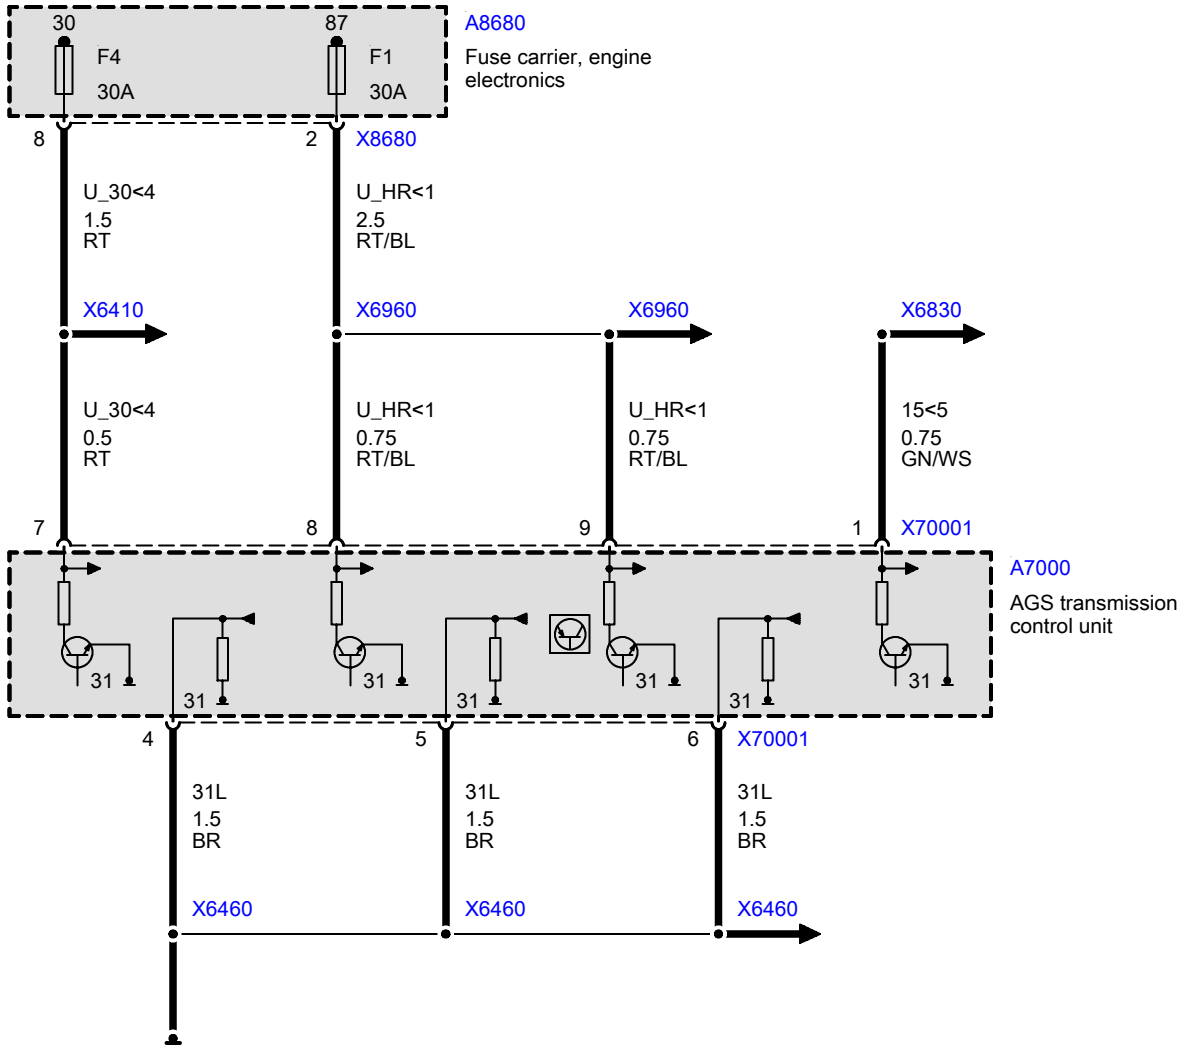 30
87
A8680
F4
F1
Fuse carrier, engine
electronics
30A
30A
8
2
X8680
U_30<4
1.5
RT
U_HR<1
2.5
RT/BL
X6410
X6960
X6960
X6830
U_30<4
0.5
RT
U_HR<1
0.75
RT/BL
U_HR<1
0.75
RT/BL
15<5
0.75
GN/WS
7
8
9
1
X70001
A7000
AGS transmission
control unit
31
31
31
31
31
31
31
4
5
6
X70001
31L
1.5
BR
31L
1.5
BR
31L
1.5
BR
X6460
X6460
X6460